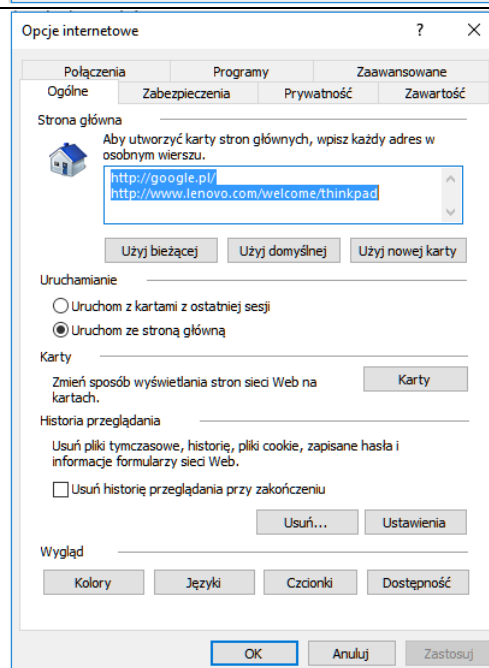 Opcje internetowe ? ✕
Połączenia Programy Zaawansowane
Ogólne Zabezpieczenia Prywatność Zawartość
Strona główna
Aby utworzyć karty stron głównych, wpisz każdy adres w
osobnym wierszu.
http://google.pl/
http://www.lenovo.com/welcome/thinkpad
Użyj bieżącej Użyj domyślnej Użyj nowej karty
Uruchamianie
Uruchom z kartami z ostatniej sesji
Uruchom ze stroną główną
Karty
Zmień sposób wyświetlania stron sieci Web na
kartach.
Karty
Historia przeglądania
Usuń pliki tymczasowe, historię, pliki cookie, zapisane hasła i
informacje formularzy sieci Web.
Usuń historię przeglądania przy zakończeniu
Usuń... Ustawienia
Wygląd
Kolory Języki Czcionki Dostępność
OK Anuluj Zastosuj